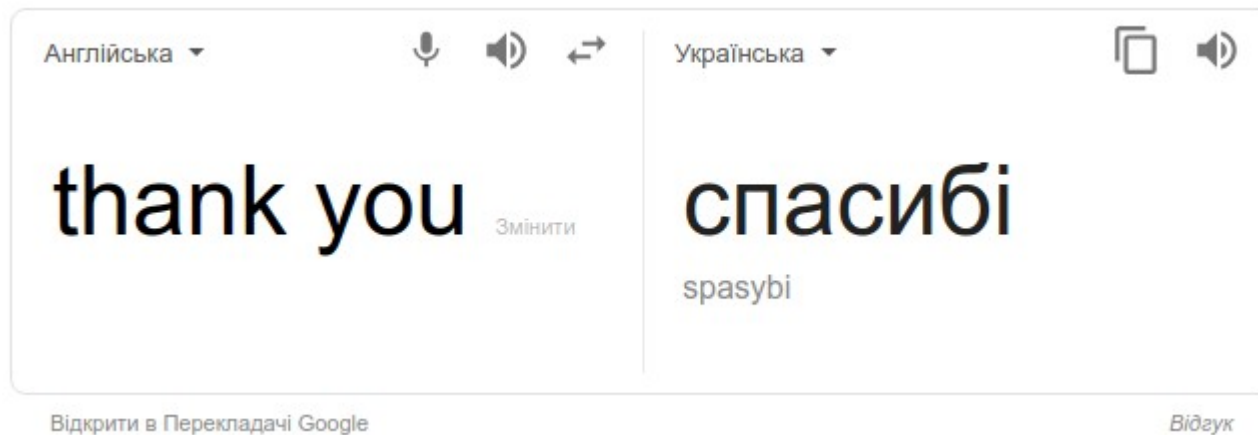 Англійська
Українська
thank you Змінити
спасибі
spasybi
Відкрити в Перекладачі Google
Відгук